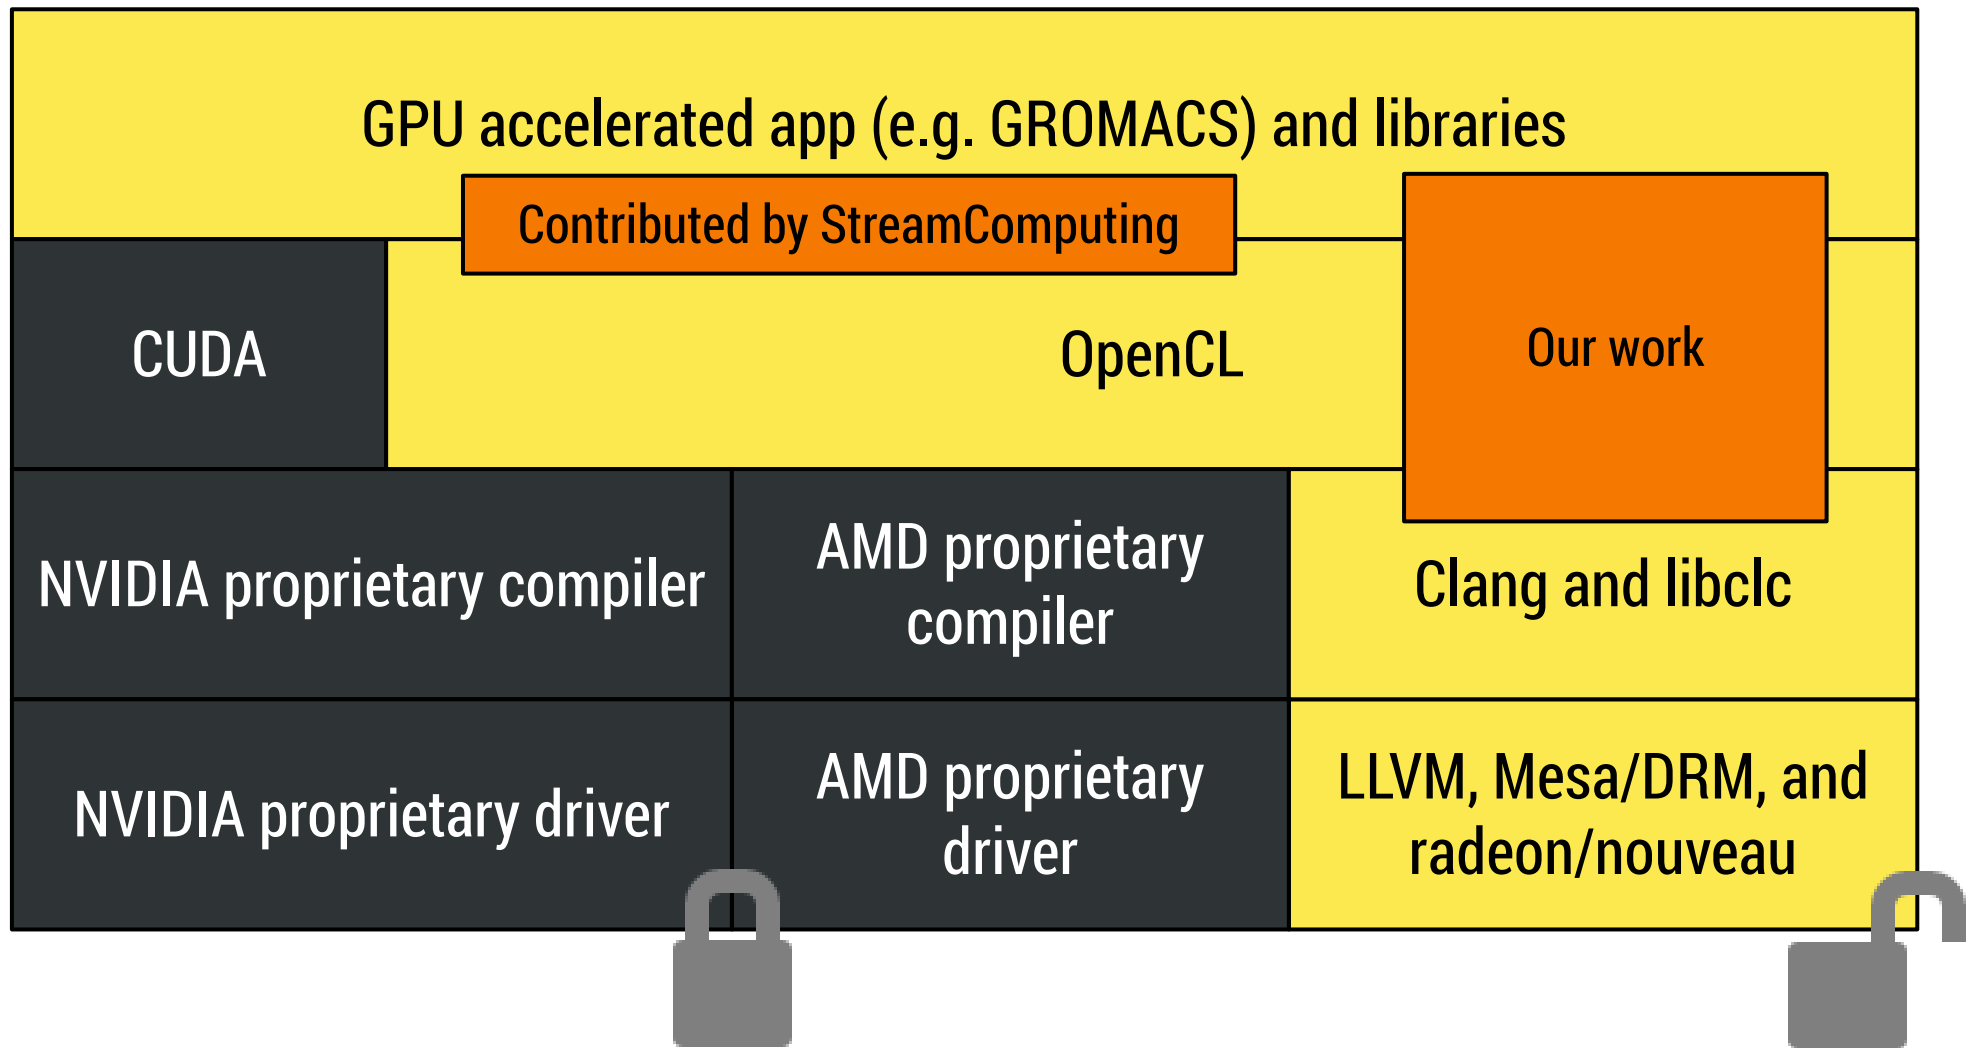 GPU accelerated app (e.g. GROMACS) and libraries
Contributed by StreamComputing
CUDA
OpenCL
Our work
NVIDIA proprietary compiler
AMD proprietary
compiler
Clang and libclc
NVIDIA proprietary driver
AMD proprietary
driver
LLVM, Mesa/DRM, and
radeon/nouveau